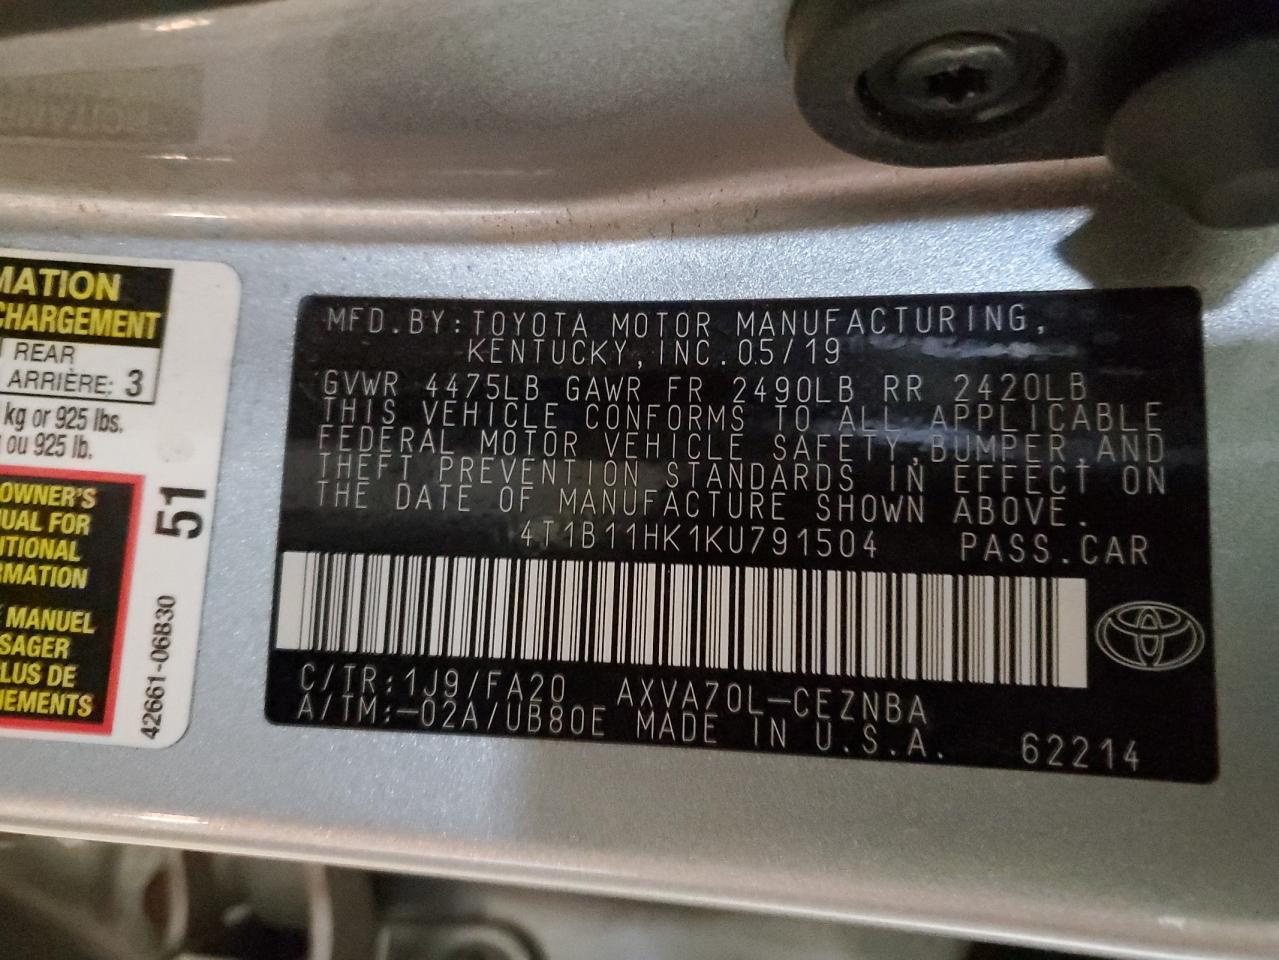 MATION
CHARGEMENT
REAR
ARRIÈRE: 3
kg or 925 lbs.
ou 925 lb.
OWNER'S
UAL FOR
ITIONAL
RMATION
MANUEL
SAGER
LUS DE
NEMENTS
51
42661-06B30
MFD.BY:TOYOTA MOTOR MANUFACTURING,
KENTUCKY,INC.05/19
GVWR 4475LB GAWR FR 2490LB RR 2420LB
THIS VEHICLE CONFORMS TO ALL APPLICABLE
FEDERAL MOTOR VEHICLE SAFETY,BUMPER,AND
THEFT PREVENTION STANDARDS IN EFFECT ON
THE DATE OF MANUFACTURE SHOWN ABOVE.
4T1B11HK1KU791504 PASS.CAR
C/TR:1J9/FA20 AXVA70L-CEZNBA
A/TM:-02A/UB80E MADE IN U.S.A. 62214